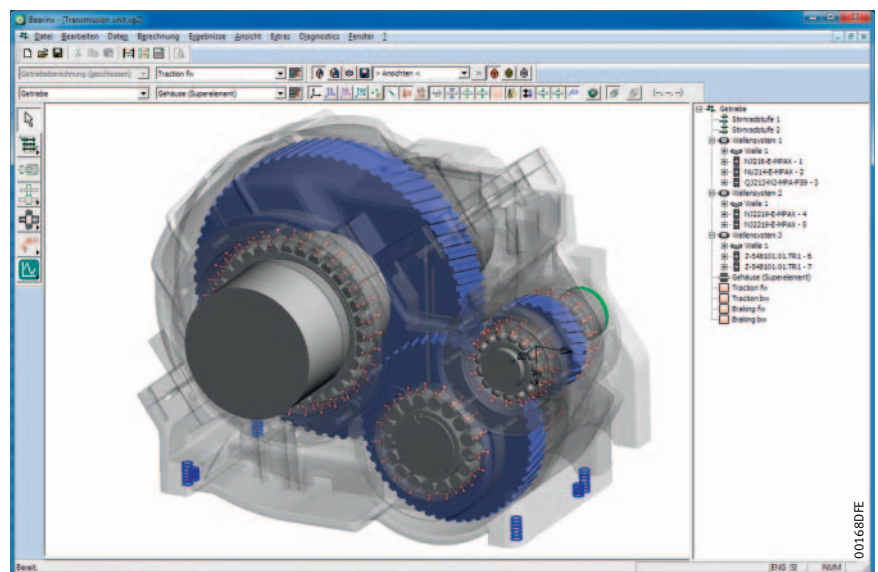 Bearinx - [Transmission unit.vg2]
Datei Bearbeiten Daten Berechnung Ergebnisse Ansicht Extras Diagnostics Fenster ?
Getriebeberechnung (geschlossen) Traction fw > Ansichten <
Getriebe Gehäuse (Superelement)
Getriebe
Stirnradstufe 1
Stirnradstufe 2
Wellensystem 1
Welle 1
NJ216-E-MPAX - 1
NU214-E-MPAX - 2
QJ213-N2-MPA-F59 - 3
Wellensystem 2
Welle 1
NJ2219-E-MPAX - 4
NJ2219-E-MPAX - 5
Wellensystem 3
Welle 1
Z-548101.01.TR1 - 6
Z-548101.01.TR1 - 7
Gehäuse (Superelement)
Traction fw
Traction bw
Braking fw
Braking bw
00168DFE
Bereit. ENG SI NUM